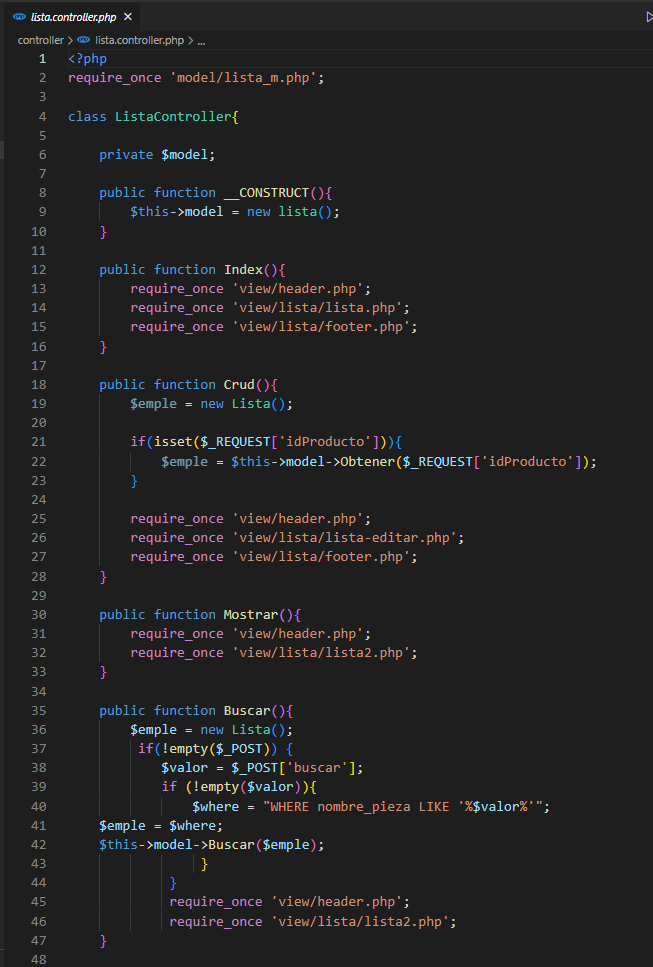 lista.controller.php ×
controller > lista.controller.php > ...
1 <?php
2 require_once 'model/lista_m.php';
3
4 class ListaController{
5
6     private $model;
7
8     public function __CONSTRUCT(){
9         $this->model = new lista();
10     }
11
12     public function Index(){
13         require_once 'view/header.php';
14         require_once 'view/lista/lista.php';
15         require_once 'view/lista/footer.php';
16     }
17
18     public function Crud(){
19         $emple = new Lista();
20
21         if(isset($_REQUEST['idProducto'])){
22             $emple = $this->model->Obtener($_REQUEST['idProducto']);
23         }
24
25         require_once 'view/header.php';
26         require_once 'view/lista/lista-editar.php';
27         require_once 'view/lista/footer.php';
28     }
29
30     public function Mostrar(){
31         require_once 'view/header.php';
32         require_once 'view/lista/lista2.php';
33     }
34
35     public function Buscar(){
36         $emple = new Lista();
37          if(!empty($_POST)) {
38             $valor = $_POST['buscar'];
39             if (!empty($valor)){
40                 $where = "WHERE nombre_pieza LIKE '%$valor%'";
41     $emple = $where;
42     $this->model->Buscar($emple);
43                  }
44              }
45              require_once 'view/header.php';
46              require_once 'view/lista/lista2.php';
47     }
48